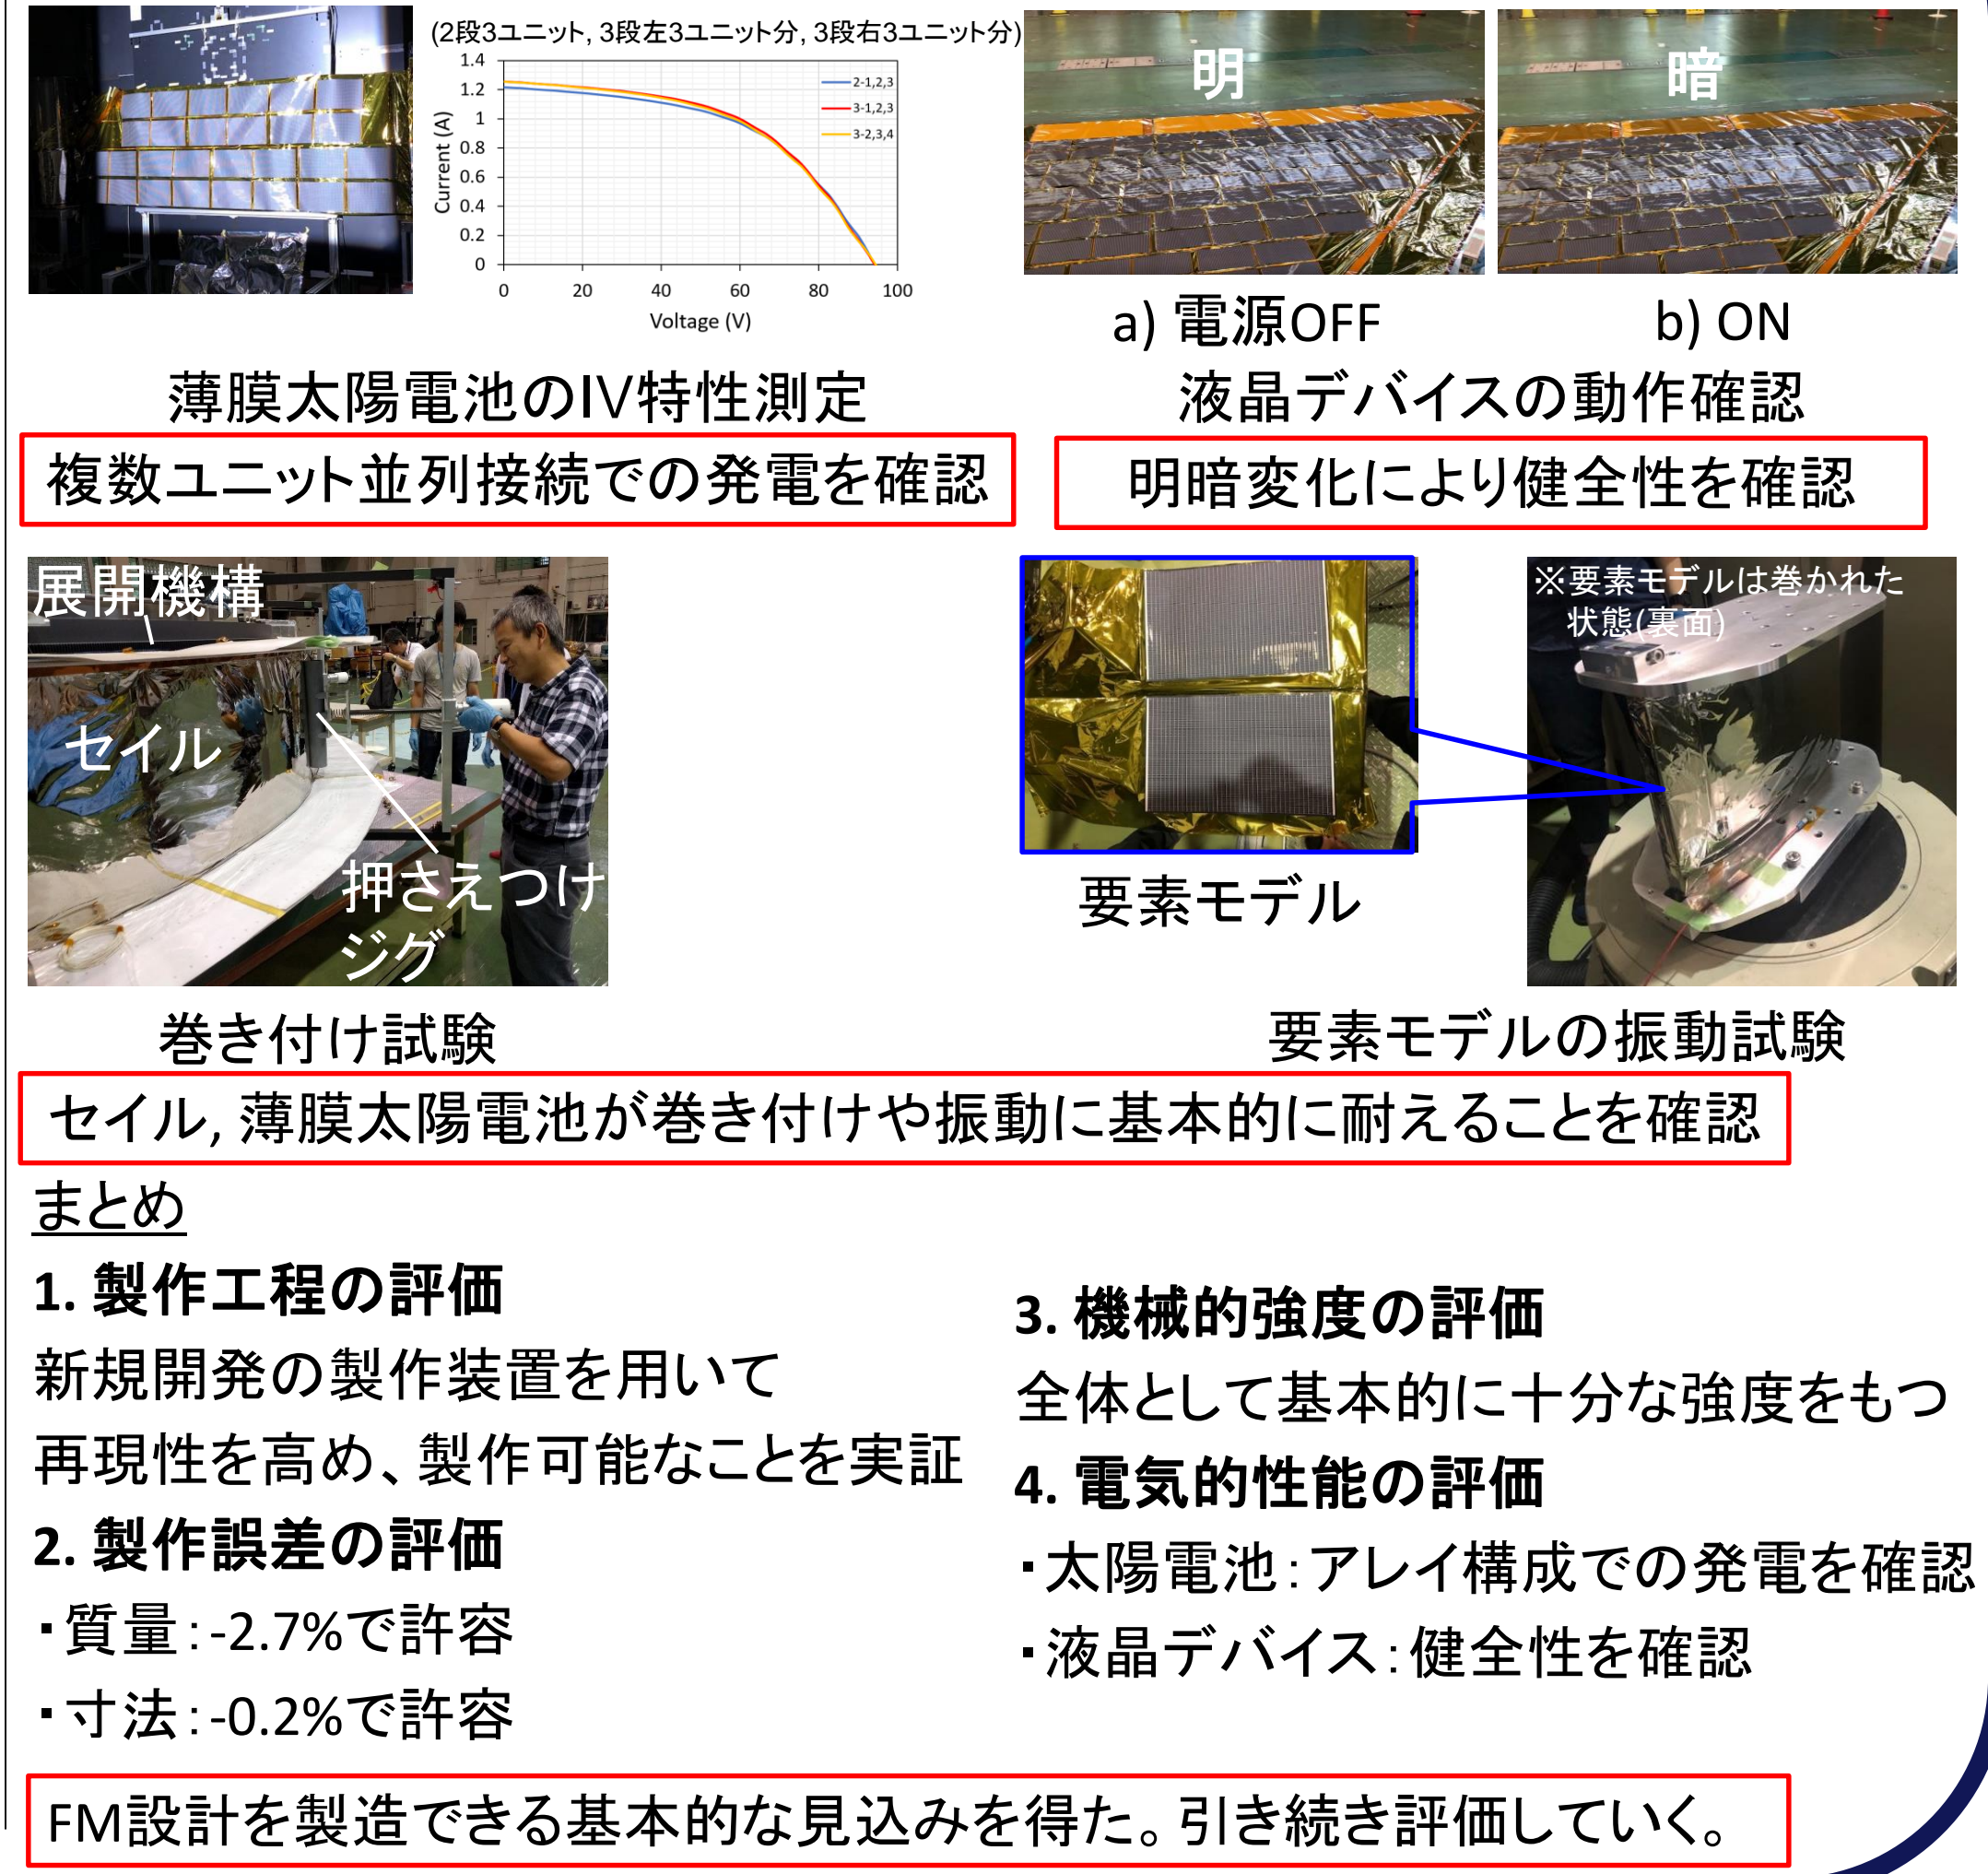 (2段3ユニット, 3段左3ユニット分, 3段右3ユニット分)
1.4
1.2
1
0.8
0.6
0.4
0.2
0
Current (A)
2-1,2,3
3-1,2,3
3-2,3,4
0 20 40 60 80 100
Voltage (V)
明
暗
a) 電源OFF
b) ON
薄膜太陽電池のIV特性測定
液晶デバイスの動作確認
複数ユニット並列接続での発電を確認
明暗変化により健全性を確認
展開機構
セイル
押さえつけ
ジグ
※要素モデルは巻かれた
状態(裏面)
要素モデル
巻き付け試験
要素モデルの振動試験
セイル, 薄膜太陽電池が巻き付けや振動に基本的に耐えることを確認
まとめ
1. 製作工程の評価
新規開発の製作装置を用いて
再現性を高め、製作可能なことを実証
2. 製作誤差の評価
・質量:-2.7%で許容
・寸法:-0.2%で許容
3. 機械的強度の評価
全体として基本的に十分な強度をもつ
4. 電気的性能の評価
・太陽電池:アレイ構成での発電を確認
・液晶デバイス:健全性を確認
FM設計を製造できる基本的な見込みを得た。引き続き評価していく。